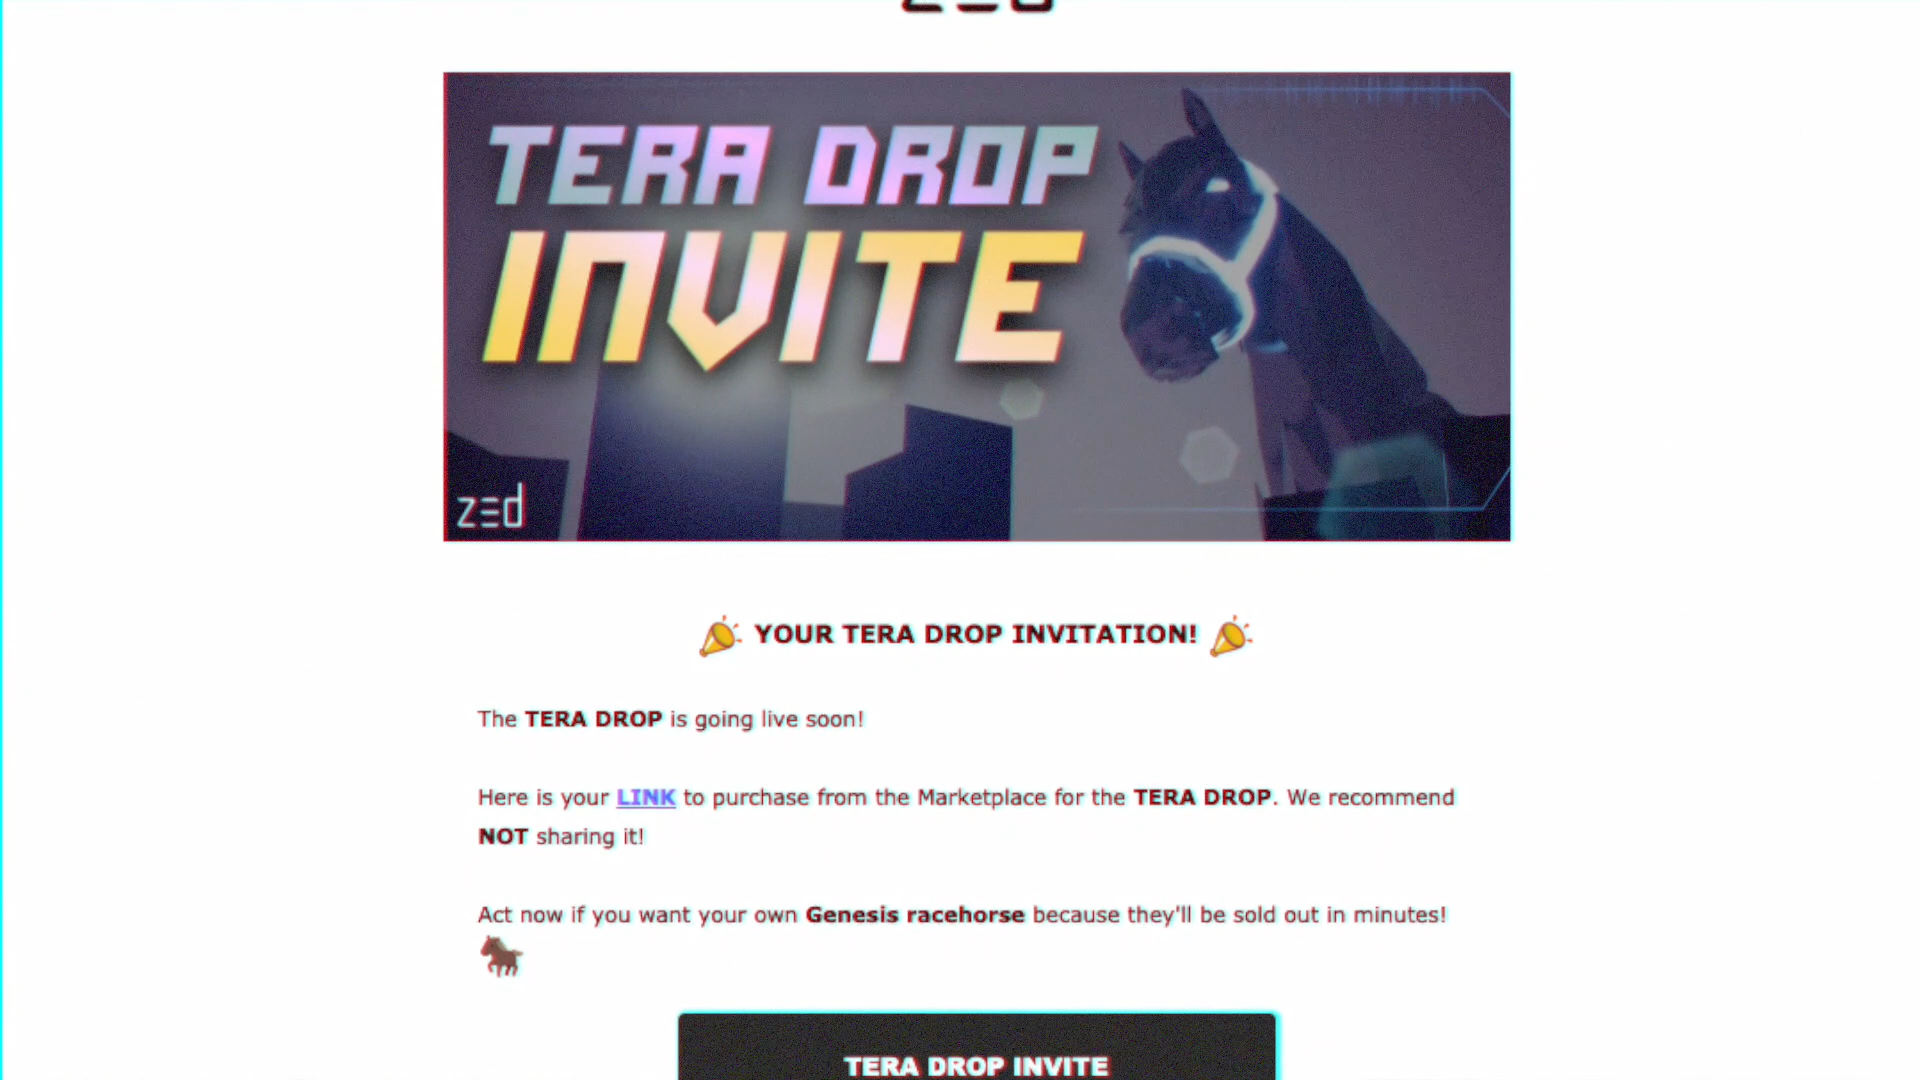 TERA DROP
INVITE
zed
YOUR TERA DROP INVITATION!
The TERA DROP is going live soon!
Here is your LINK to purchase from the Marketplace for the TERA DROP. We recommend
NOT sharing it!
Act now if you want your own Genesis racehorse because they'll be sold out in minutes!
TERA DROP INVITE